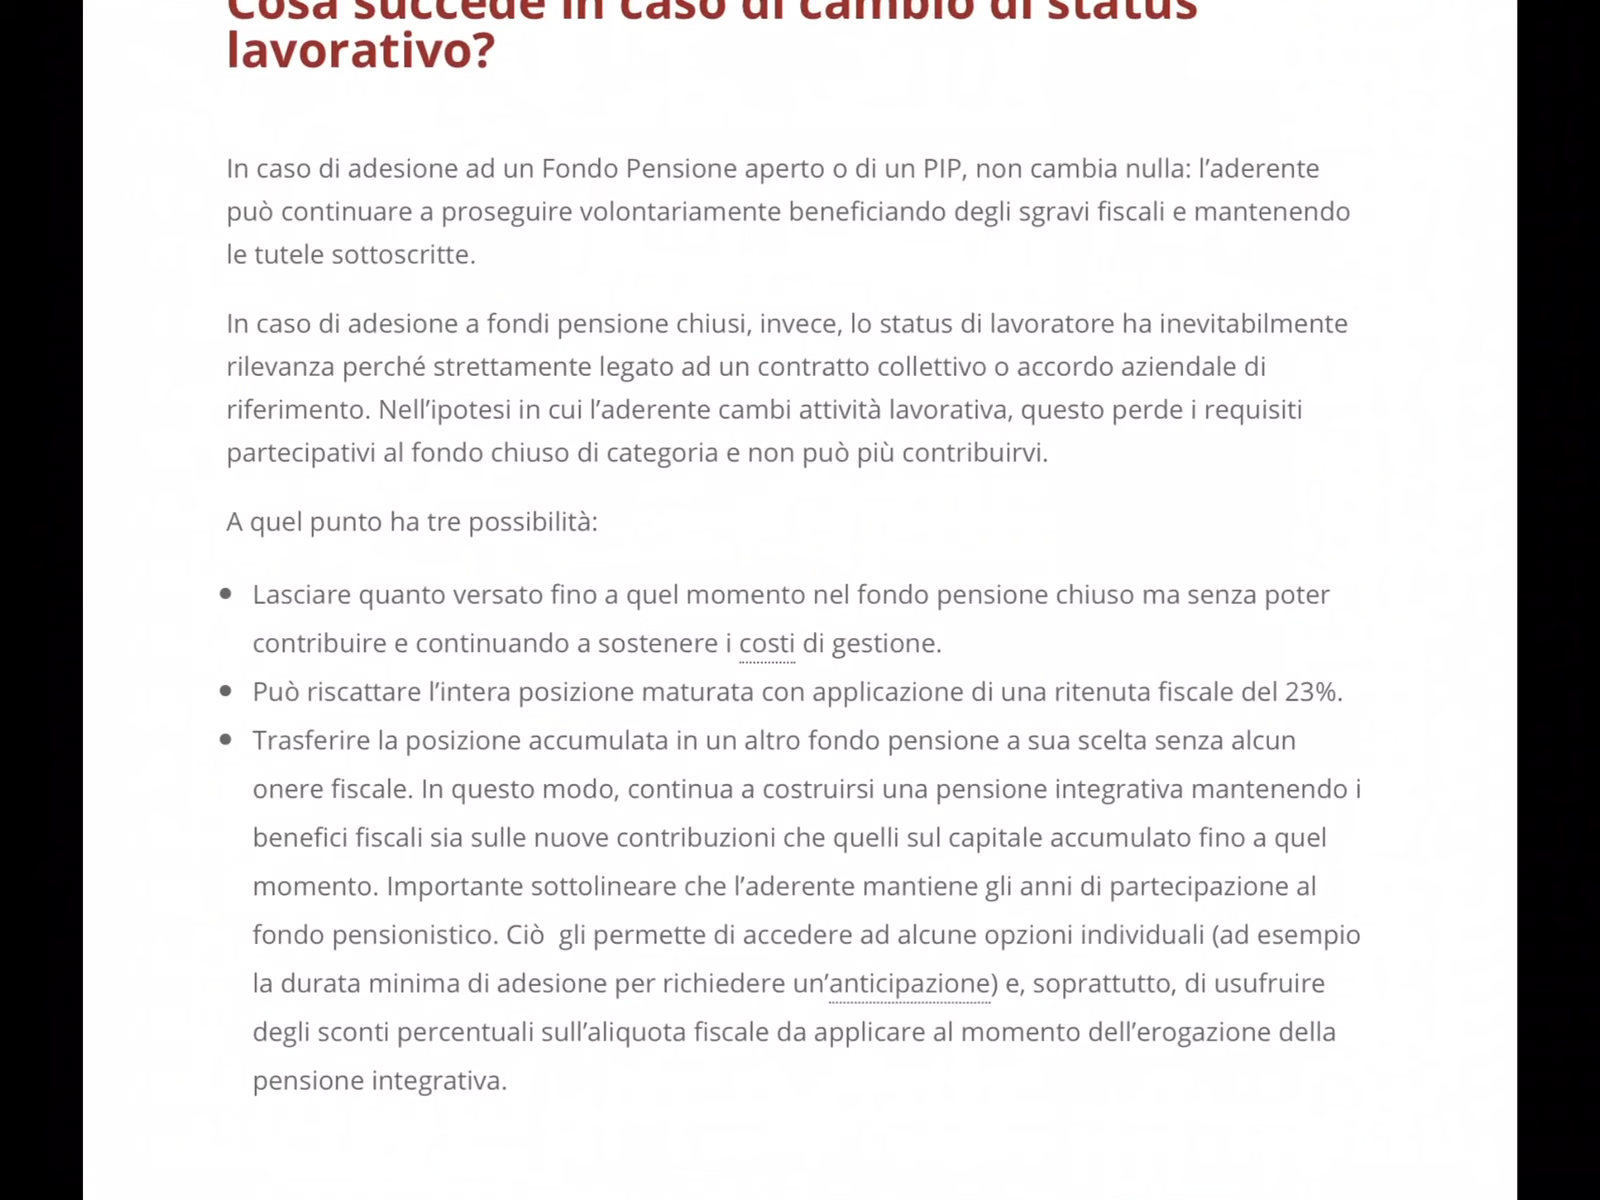 Cosa succede in caso di cambio di status
lavorativo?
In caso di adesione ad un Fondo Pensione aperto o di un PIP, non cambia nulla: l’aderente
può continuare a proseguire volontariamente beneficiando degli sgravi fiscali e mantenendo
le tutele sottoscritte.
In caso di adesione a fondi pensione chiusi, invece, lo status di lavoratore ha inevitabilmente
rilevanza perché strettamente legato ad un contratto collettivo o accordo aziendale di
riferimento. Nell’ipotesi in cui l’aderente cambi attività lavorativa, questo perde i requisiti
partecipativi al fondo chiuso di categoria e non può più contribuirvi.
A quel punto ha tre possibilità:
• Lasciare quanto versato fino a quel momento nel fondo pensione chiuso ma senza poter
contribuire e continuando a sostenere i costi di gestione.
• Può riscattare l’intera posizione maturata con applicazione di una ritenuta fiscale del 23%.
• Trasferire la posizione accumulata in un altro fondo pensione a sua scelta senza alcun
onere fiscale. In questo modo, continua a costruirsi una pensione integrativa mantenendo i
benefici fiscali sia sulle nuove contribuzioni che quelli sul capitale accumulato fino a quel
momento. Importante sottolineare che l’aderente mantiene gli anni di partecipazione al
fondo pensionistico. Ciò  gli permette di accedere ad alcune opzioni individuali (ad esempio
la durata minima di adesione per richiedere un’anticipazione) e, soprattutto, di usufruire
degli sconti percentuali sull’aliquota fiscale da applicare al momento dell’erogazione della
pensione integrativa.